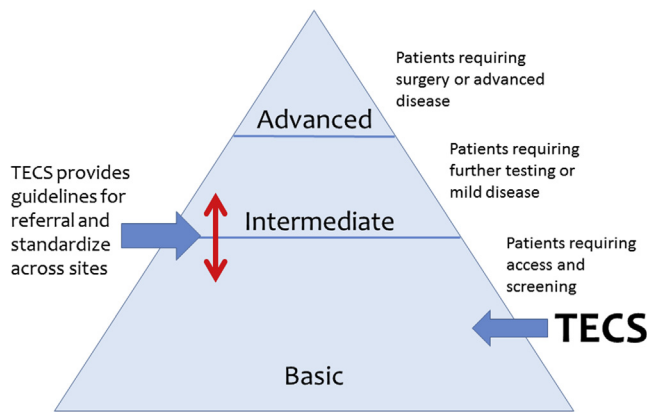 Patients requiring
surgery or advanced
disease
Advanced
Patients requiring
further testing or
mild disease
TECS provides
guidelines for
referral and
standardize
across sites
Intermediate
Patients requiring
access and
screening
TECS
Basic